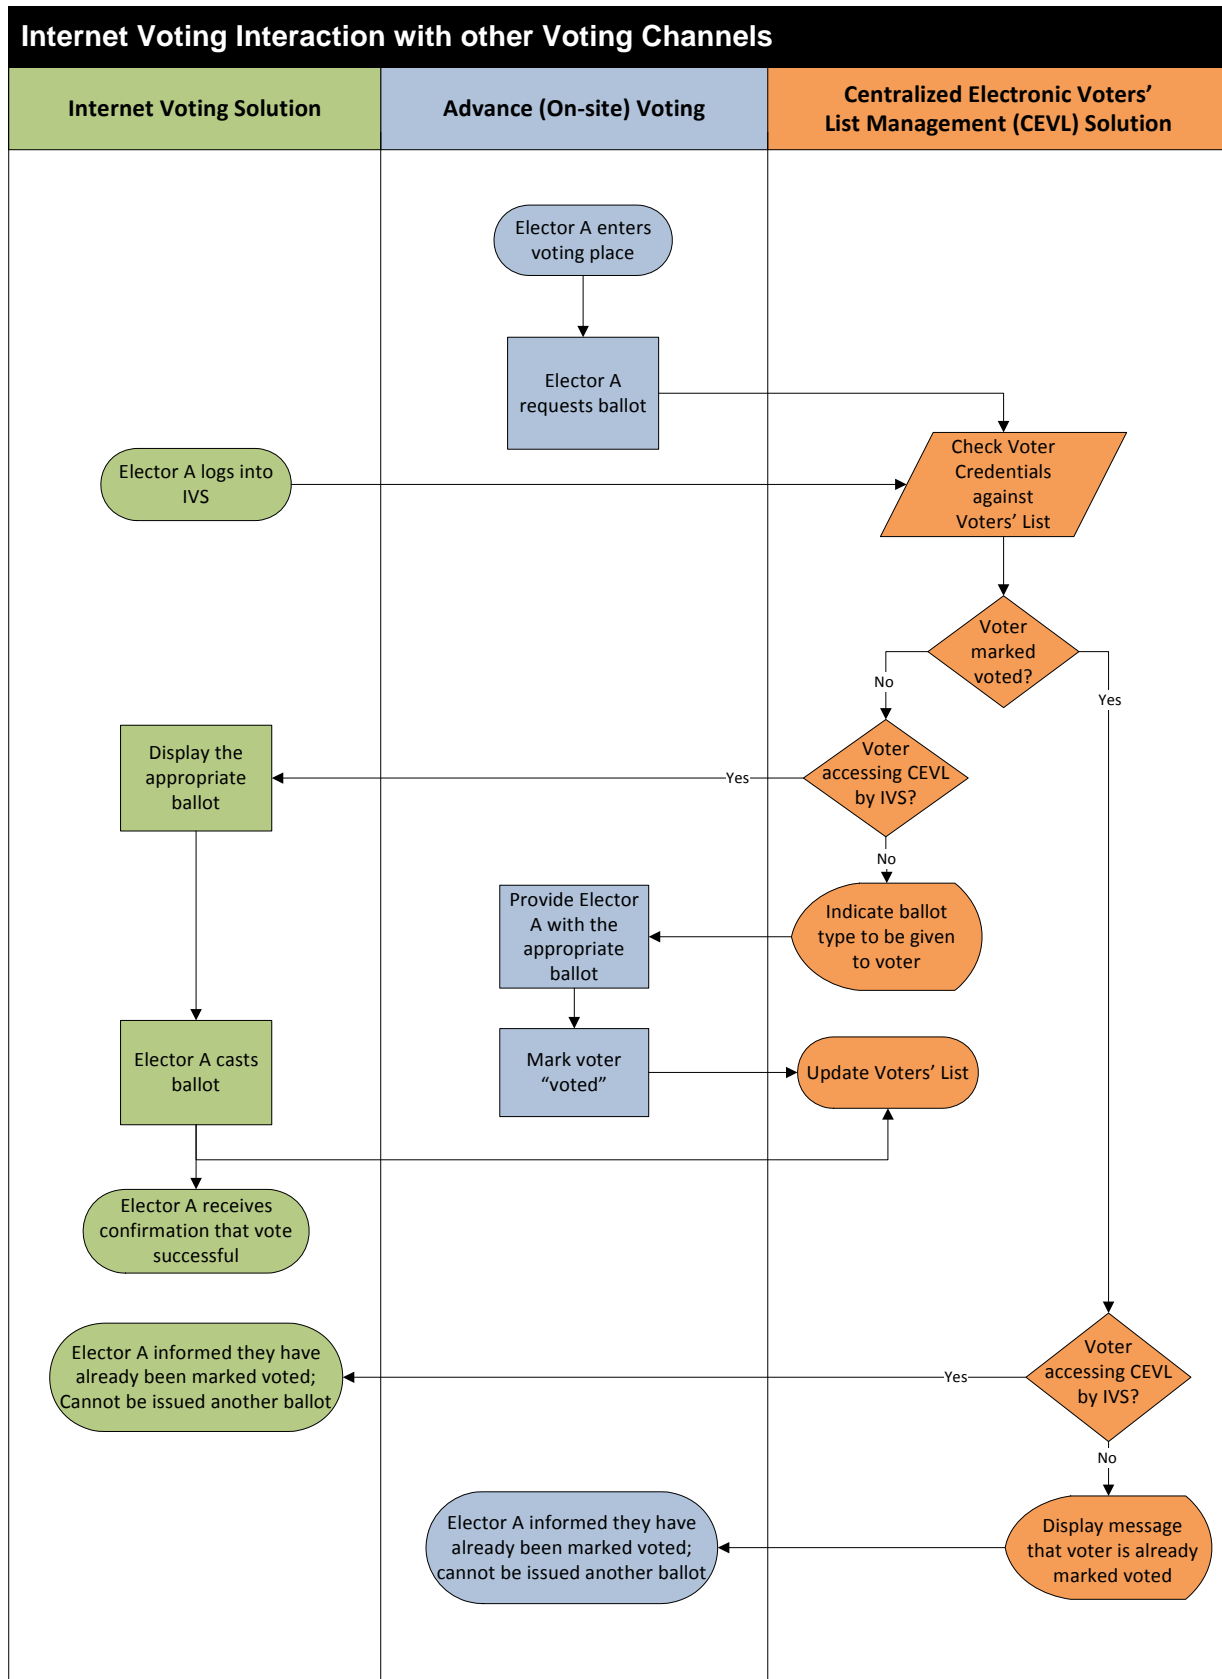 Internet Voting Interaction with other Voting Channels
Internet Voting Solution
Advance (On-site) Voting
Centralized Electronic Voters’
List Management (CEVL) Solution
Elector A enters
voting place
Elector A
requests ballot
Elector A logs into
IVS
Check Voter
Credentials
against
Voters’ List
Voter
marked
voted?
No
Yes
Voter
accessing CEVL
by IVS?
Yes
Display the
appropriate
ballot
No
Indicate ballot
type to be given
to voter
Provide Elector
A with the
appropriate
ballot
Elector A casts
ballot
Mark voter
“voted”
Update Voters’ List
Elector A receives
confirmation that vote
successful
Voter
accessing CEVL
by IVS?
Yes
Elector A informed they have
already been marked voted;
Cannot be issued another ballot
No
Display message
that voter is already
marked voted
Elector A informed they have
already been marked voted;
cannot be issued another ballot